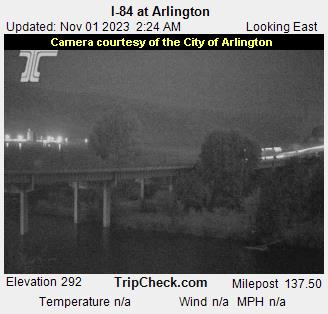 I-84 at Arlington
Updated: Nov 01 2023 2:24 AM Looking East
Camera courtesy of the City of Arlington
Elevation 292 TripCheck.com Milepost 137.50
Temperature n/a Wind n/a MPH n/a